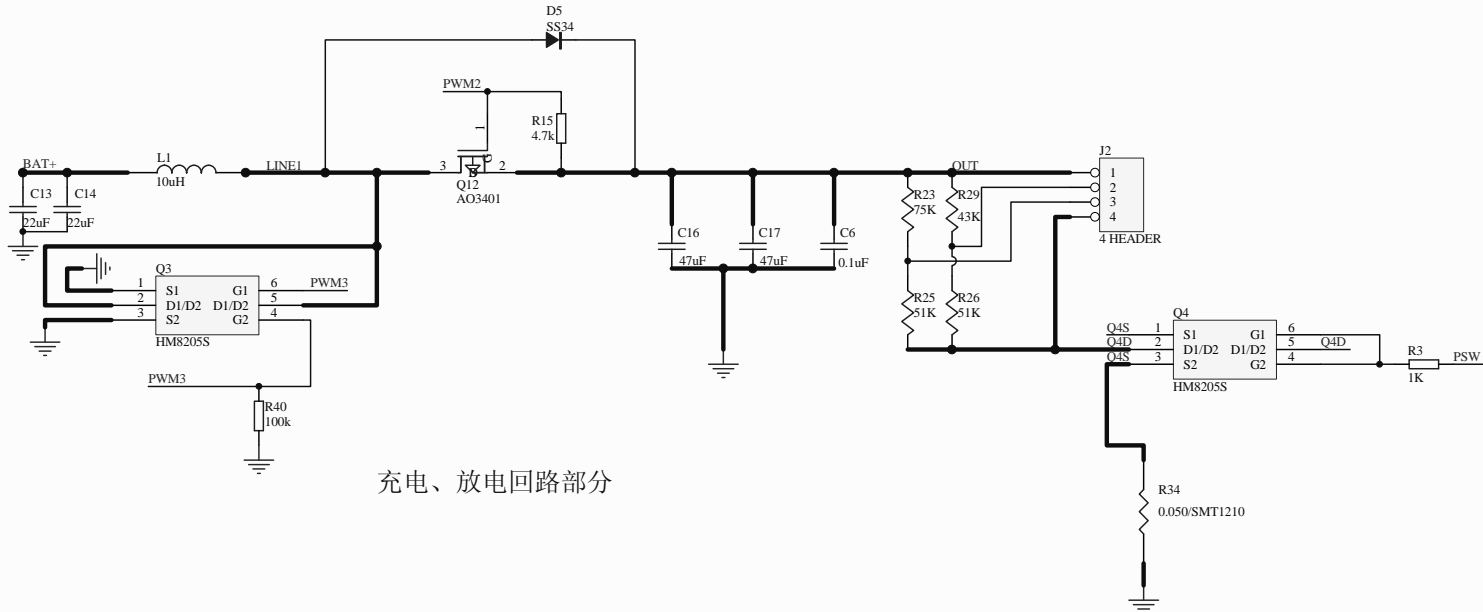 D5
SS34
PWM2
R15
4.7k
1
G
D
3
2
Q12
AO3401
BAT+
L1
10uH
LINE1
C13
22uF
C14
22uF
Q3
1 S1 G1 6 PWM3
2 D1/D2 D1/D2 5
3 S2 G2 4
HM8205S
PWM3
R40
100k
C16
47uF
C17
47uF
C6
0.1uF
OUT
R23
75K
R29
43K
R25
51K
R26
51K
J2
1
2
3
4
4 HEADER
Q4
Q4S 1 S1 G1 6
Q4D 2 D1/D2 D1/D2 5 Q4D
Q4S 3 S2 G2 4
HM8205S
R3
1K
PSW
R34
0.050/SMT1210
充电、放电回路部分